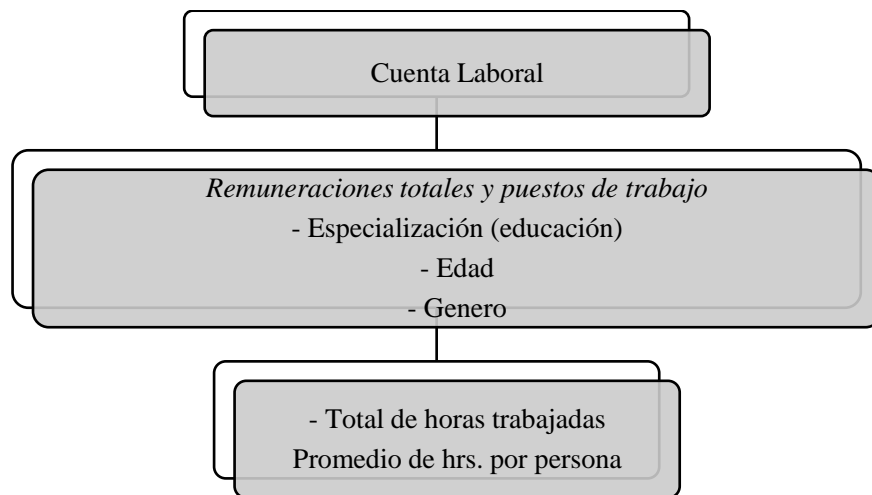 Cuenta Laboral
Remuneraciones totales y puestos de trabajo
- Especialización (educación)
- Edad
- Genero
- Total de horas trabajadas
Promedio de hrs. por persona